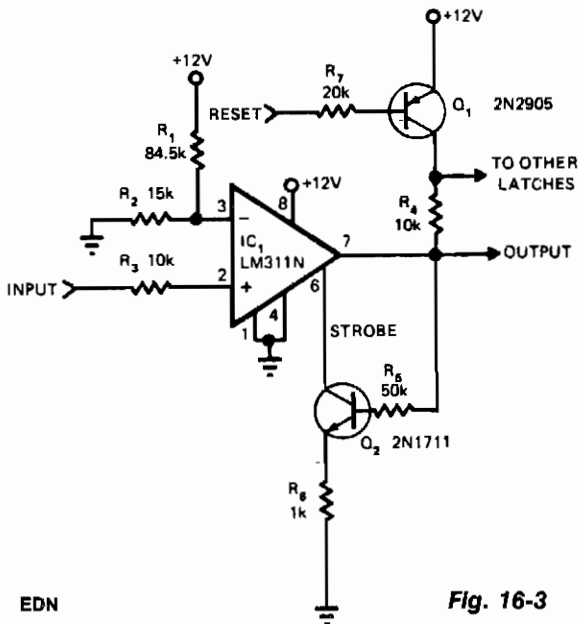 +12V
+12V
R7
20k
RESET
Q1 2N2905
R1
84.5k
TO OTHER
LATCHES
+12V
R4
10k
R2 15k
3
−
8
IC1
LM311N
7
OUTPUT
R3 10k
INPUT
2
+
6
4
1
STROBE
R5
50k
Q2 2N1711
R6
1k
EDN
Fig. 16-3